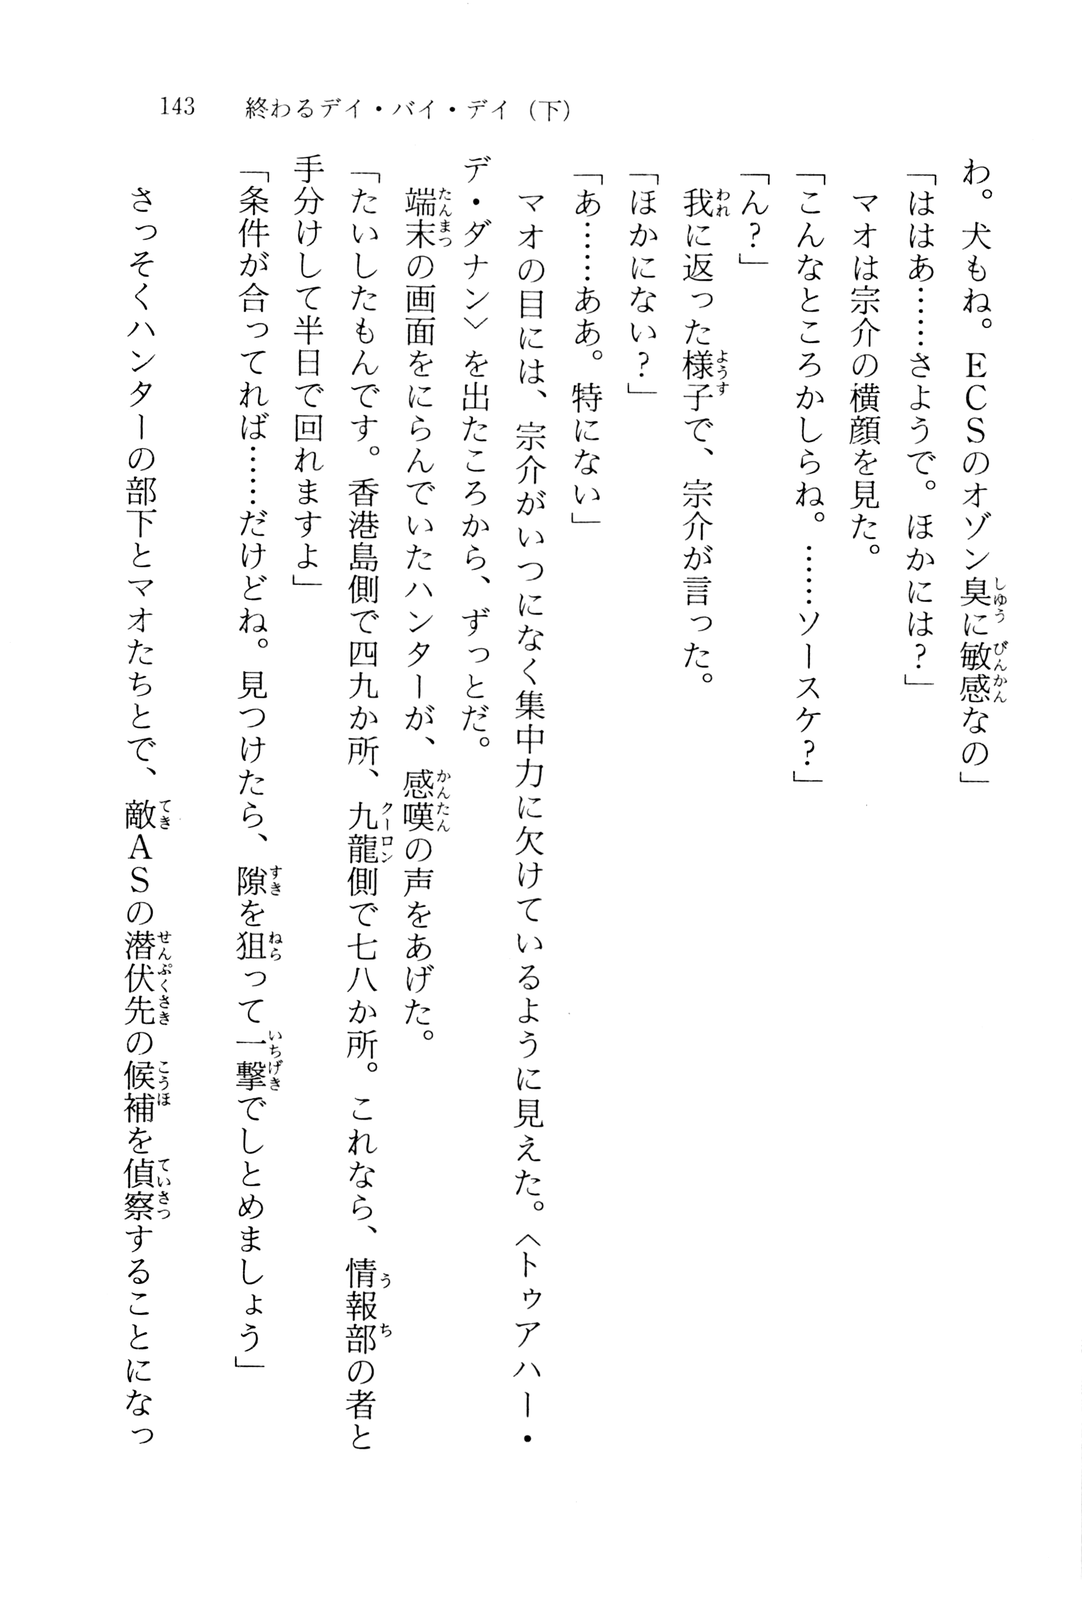 143　終わるデイ・バイ・デイ（下）
わ。犬もね。ＥＣＳのオゾン臭に敏感なの」
「ははあ……さようで。ほかには？」
　マオは宗介の横顔を見た。
「こんなところかしらね。……ソースケ？」
「ん？」
　我に返った様子で、宗介が言った。
「ほかにない？」
「あ……ああ。特にない」
　マオの目には、宗介がいつになく集中力に欠けているように見えた。〈トゥアハー・
デ・ダナン〉を出たころから、ずっとだ。
　端末の画面をにらんでいたハンターが、感嘆の声をあげた。
「たいしたもんです。香港島側で四九か所、九龍側で七八か所。これなら、情報部の者と
手分けして半日で回れますよ」
「条件が合ってれば……だけどね。見つけたら、隙を狙って一撃でしとめましょう」
　さっそくハンターの部下とマオたちとで、敵ＡＳの潜伏先の候補を偵察することになっ